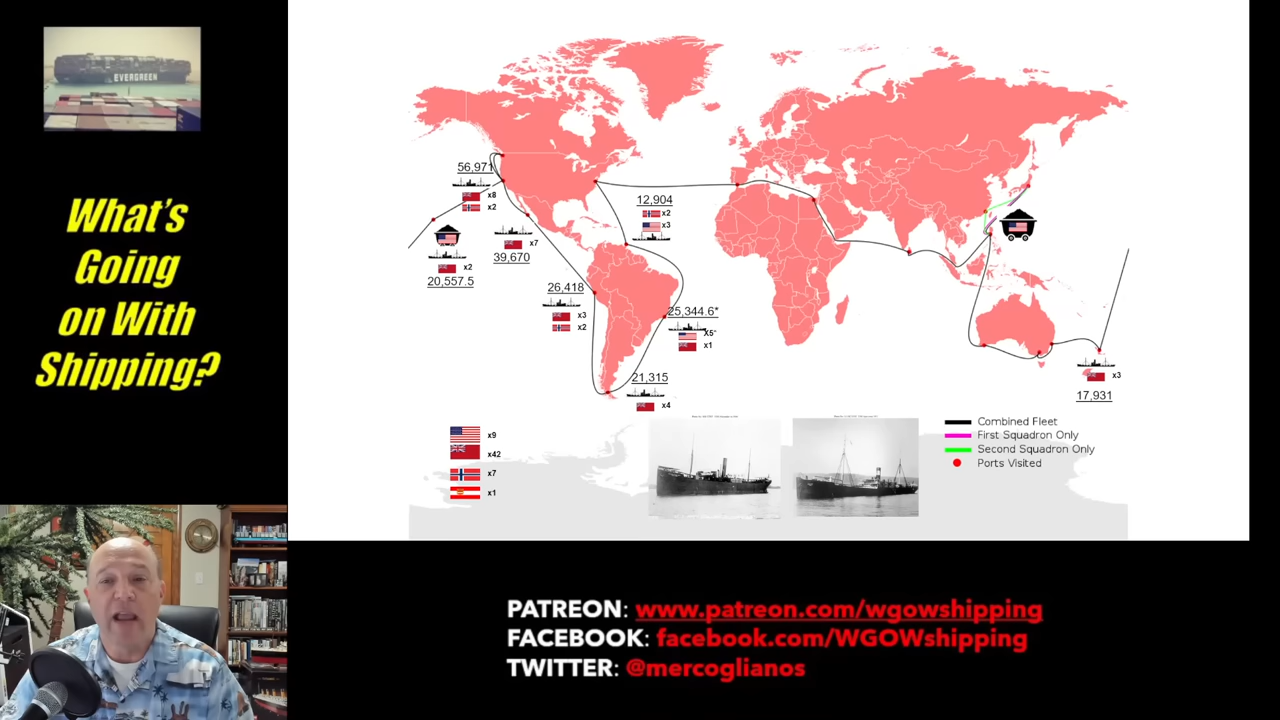 EVERGREEN
What's
Going
on With
Shipping?
56,971
x8
x2
12,904
x2
x3
x7
39,670
x2
20,557.5
26,418
x3
x2
25,344.6*
X5*
x1
21,315
x4
x3
17,931
x9
x42
x7
x1
Combined Fleet
First Squadron Only
Second Squadron Only
Ports Visited
PATREON: www.patreon.com/wgowshipping
FACEBOOK: facebook.com/WGOWshipping
TWITTER: @mercoglianos